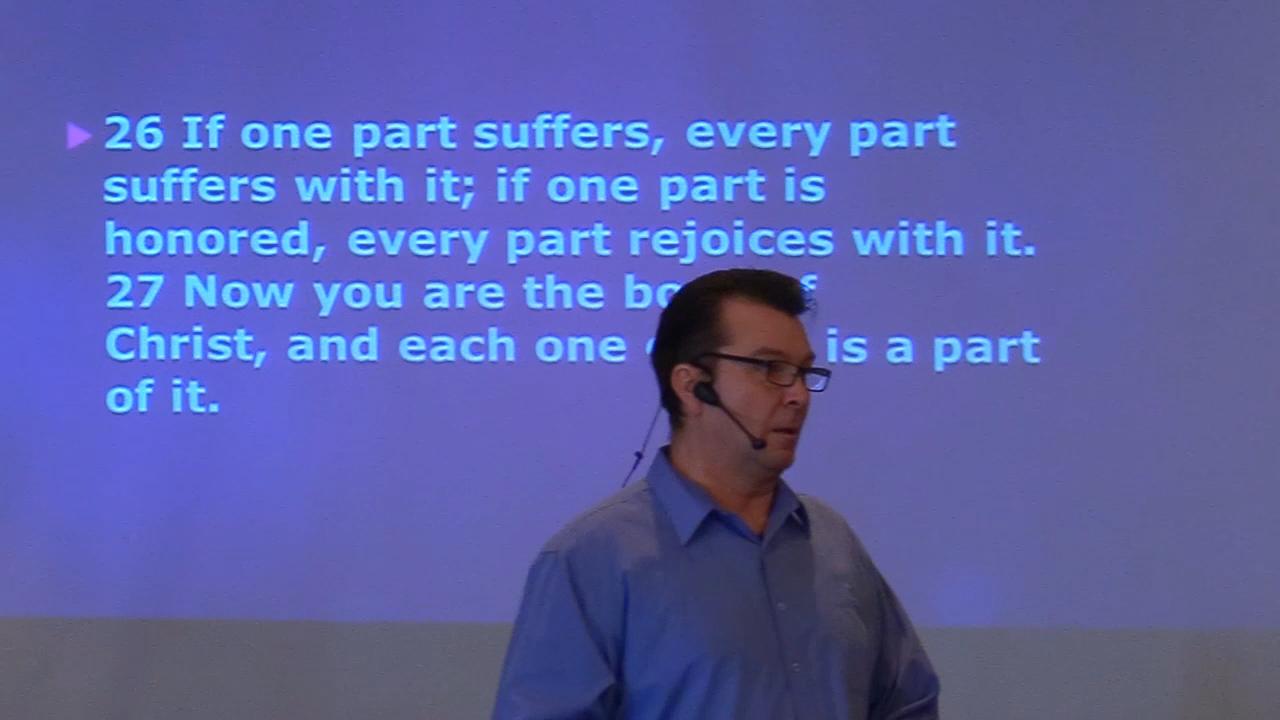 26 If one part suffers, every part
suffers with it; if one part is
honored, every part rejoices with it.
27 Now you are the
Christ, and each one is a part
of it.